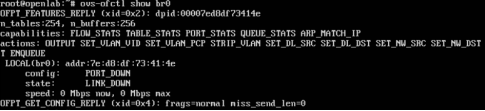 root@openlab:~# ovs-ofctl show br0
OFPT_FEATURES_REPLY (xid=0x2): dpid:00007ed8df73414e
n_tables:254, n_buffers:256
capabilities: FLOW_STATS TABLE_STATS PORT_STATS QUEUE_STATS ARP_MATCH_IP
actions: OUTPUT SET_VLAN_VID SET_VLAN_PCP STRIP_VLAN SET_DL_SRC SET_DL_DST SET_NW_SRC SET_NW_DST
T ENQUEUE
LOCAL(br0): addr:7e:d8:df:73:41:4e
config: PORT_DOWN
state: LINK_DOWN
speed: 0 Mbps now, 0 Mbps max
OFPT_GET_CONFIG_REPLY (xid=0x4): frags=normal miss_send_len=0